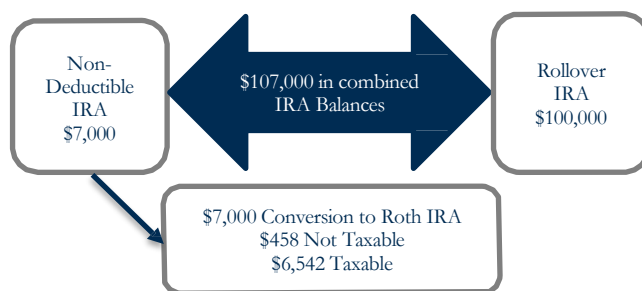 Non-
Deductible
IRA
$7,000
$107,000 in combined
IRA Balances
Rollover
IRA
$100,000
$7,000 Conversion to Roth IRA
$458 Not Taxable
$6,542 Taxable